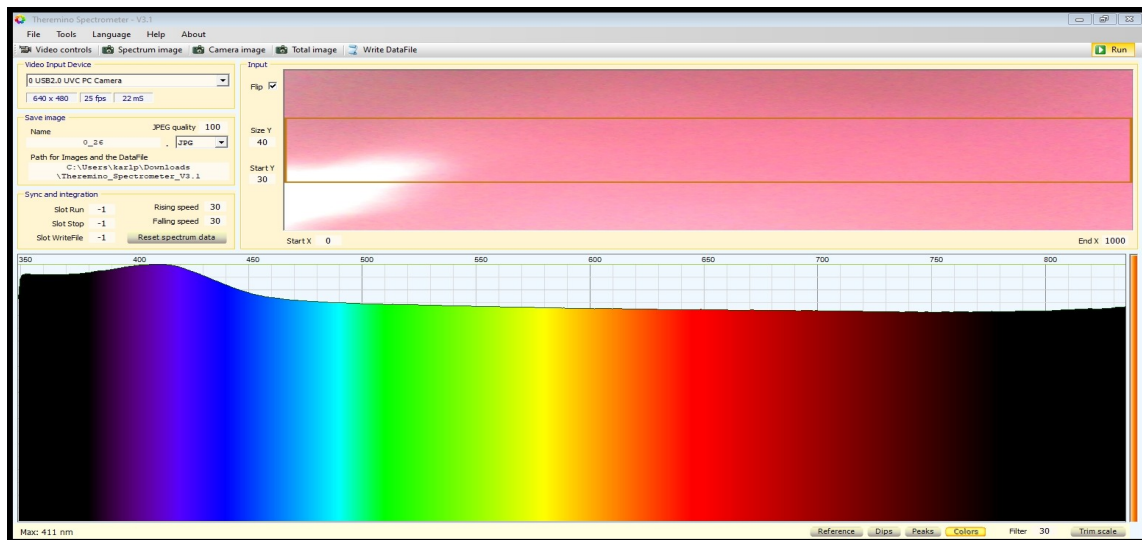 Theremino Spectrometer - V3.1
File Tools Language Help About
Video controls Spectrum image Camera image Total image Write DataFile Run
Video Input Device
0 USB2.0 UVC PC Camera
640 x 480 25 fps 22 mS
Save image
Name JPEG quality 100
0_26 . JPG
Path for Images and the DataFile
C:\Users\karlp\Downloads
\Theremino_Spectrometer_V3.1
Sync and integration
Slot Run -1 Rising speed 30
Slot Stop -1 Falling speed 30
Slot WriteFile -1 Reset spectrum data
Input
Flip
Size Y
40
Start Y
30
Start X 0 End X 1000
350 400 450 500 550 600 650 700 750 800
Max: 411 nm Reference Dips Peaks Colors Filter 30 Trim scale